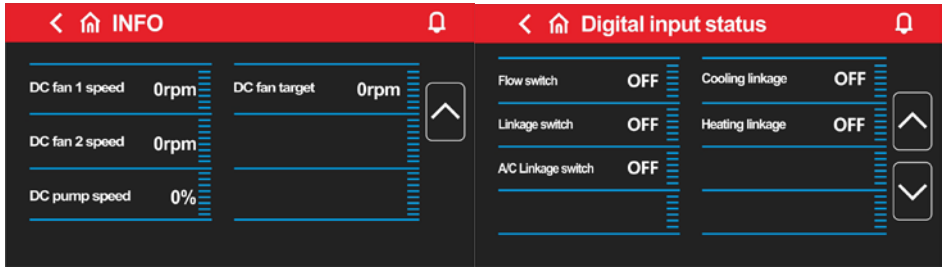 INFO
DC fan 1 speed 0rpm
DC fan target 0rpm
DC fan 2 speed 0rpm
DC pump speed 0%
Digital input status
Flow switch OFF
Cooling linkage OFF
Linkage switch OFF
Heating linkage OFF
A/C Linkage switch OFF